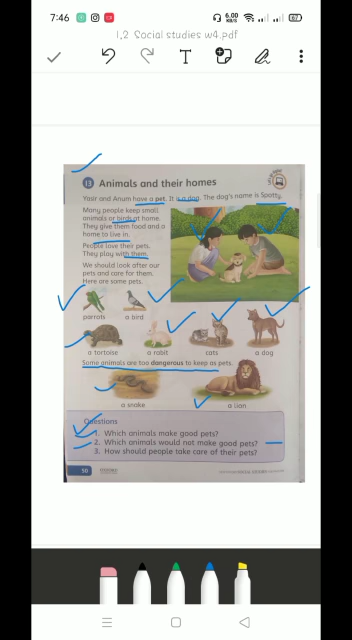 7:46
6.00
KB/S
67
1.2 Social studies w4.pdf
T
13 Animals and their homes
Yasir and Anum have a pet. It is a dog. The dog's name is Spotty.
Many people keep small
animals or birds at home.
They give them food and a
home to live in.
People love their pets.
They play with them.
We should look after our
pets and care for them.
Here are some pets.
parrots
a bird
a tortoise
a rabit
cats
a dog
Some animals are too dangerous to keep as pets.
a snake
a lion
Questions
1. Which animals make good pets?
2. Which animals would not make good pets?
3. How should people take care of their pets?
50